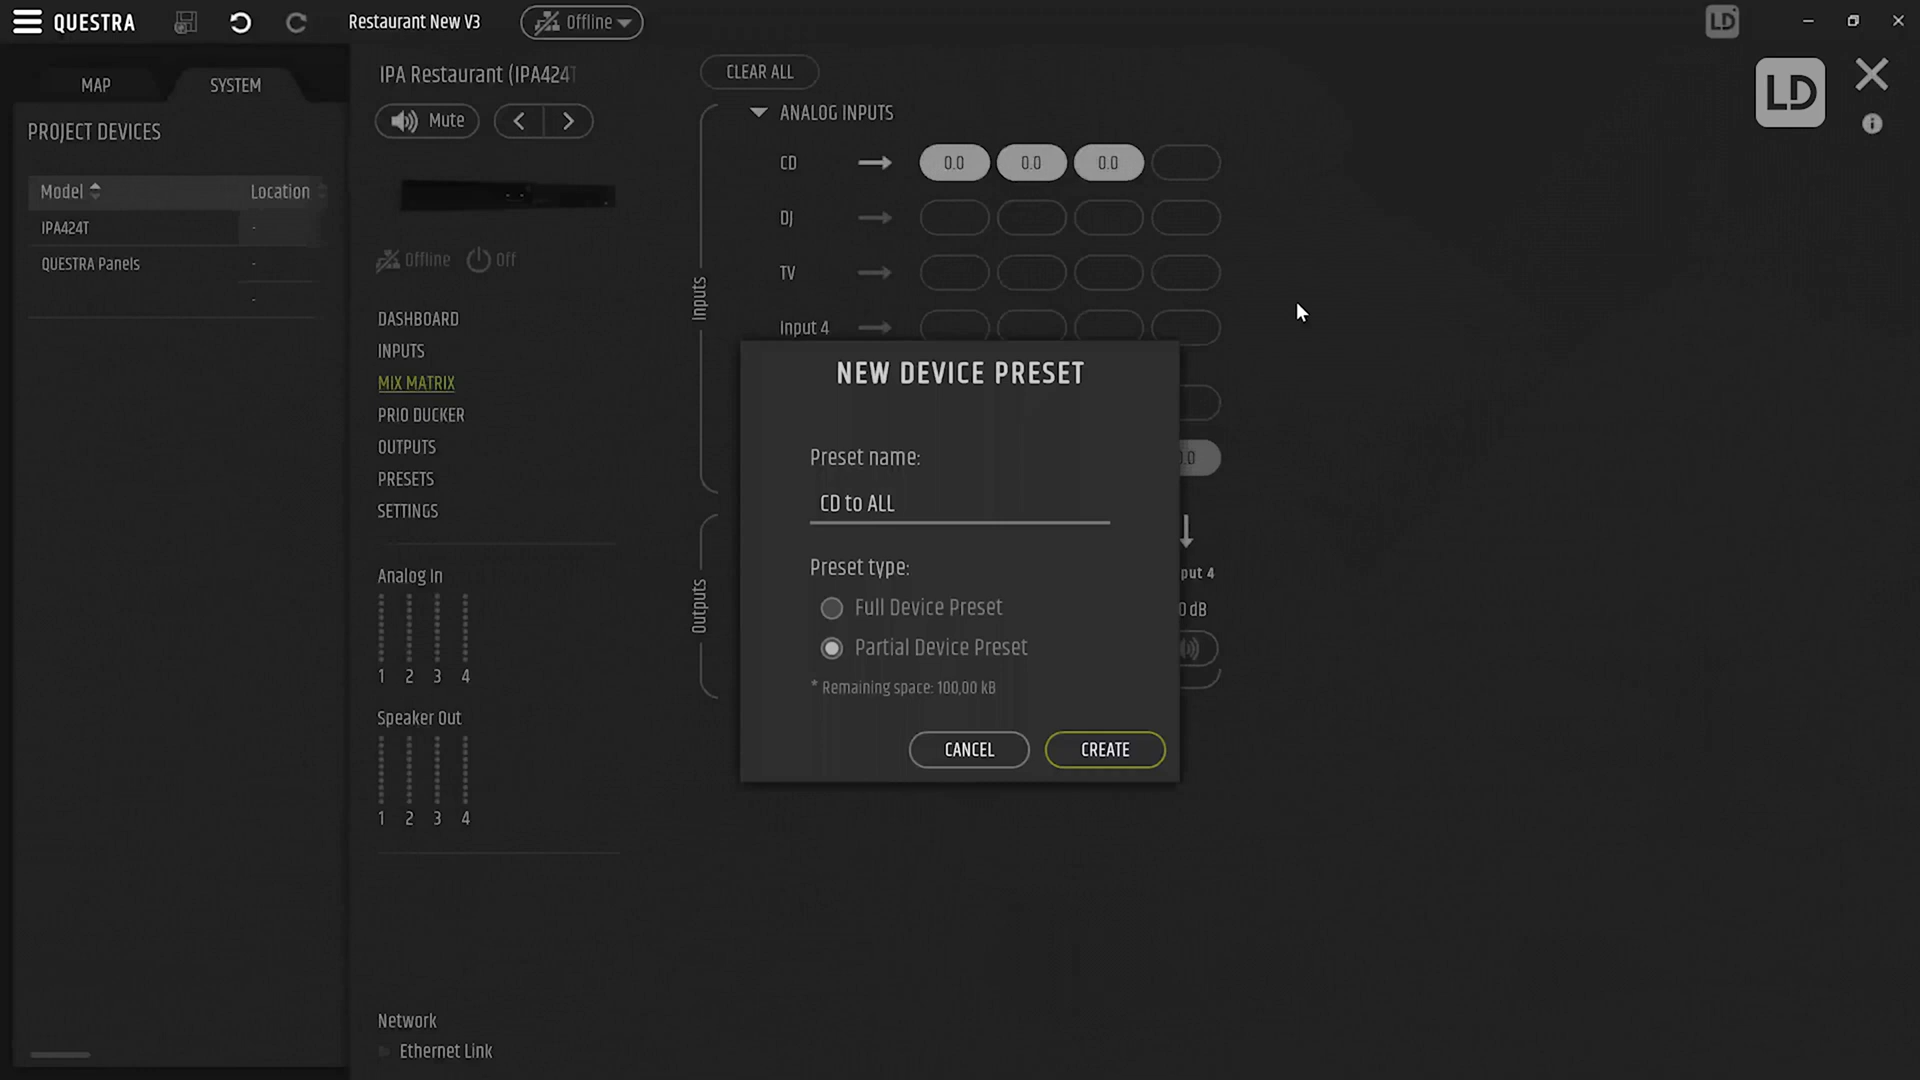 QUESTRA
Restaurant New V3
Offline
LD
MAP
SYSTEM
PROJECT DEVICES
Model
Location
IPA424T
-
QUESTRA Panels
-
-
IPA Restaurant (IPA424T
Mute
Offline
Off
DASHBOARD
INPUTS
MIX MATRIX
PRIO DUCKER
OUTPUTS
PRESETS
SETTINGS
Analog In
1 2 3 4
Speaker Out
1 2 3 4
Network
Ethernet Link
CLEAR ALL
Inputs
ANALOG INPUTS
CD
0.0 0.0 0.0
DJ
TV
Input 4
.0
Outputs
put 4
0 dB
NEW DEVICE PRESET
Preset name:
CD to ALL
Preset type:
Full Device Preset
Partial Device Preset
* Remaining space: 100,00 kB
CANCEL
CREATE
LD